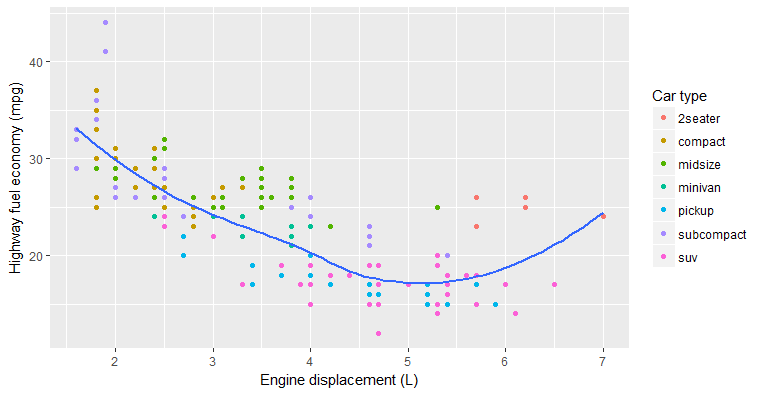 Highway fuel economy (mpg)
40
30
20
2
3
4
5
6
7
Engine displacement (L)
Car type
2seater
compact
midsize
minivan
pickup
subcompact
suv